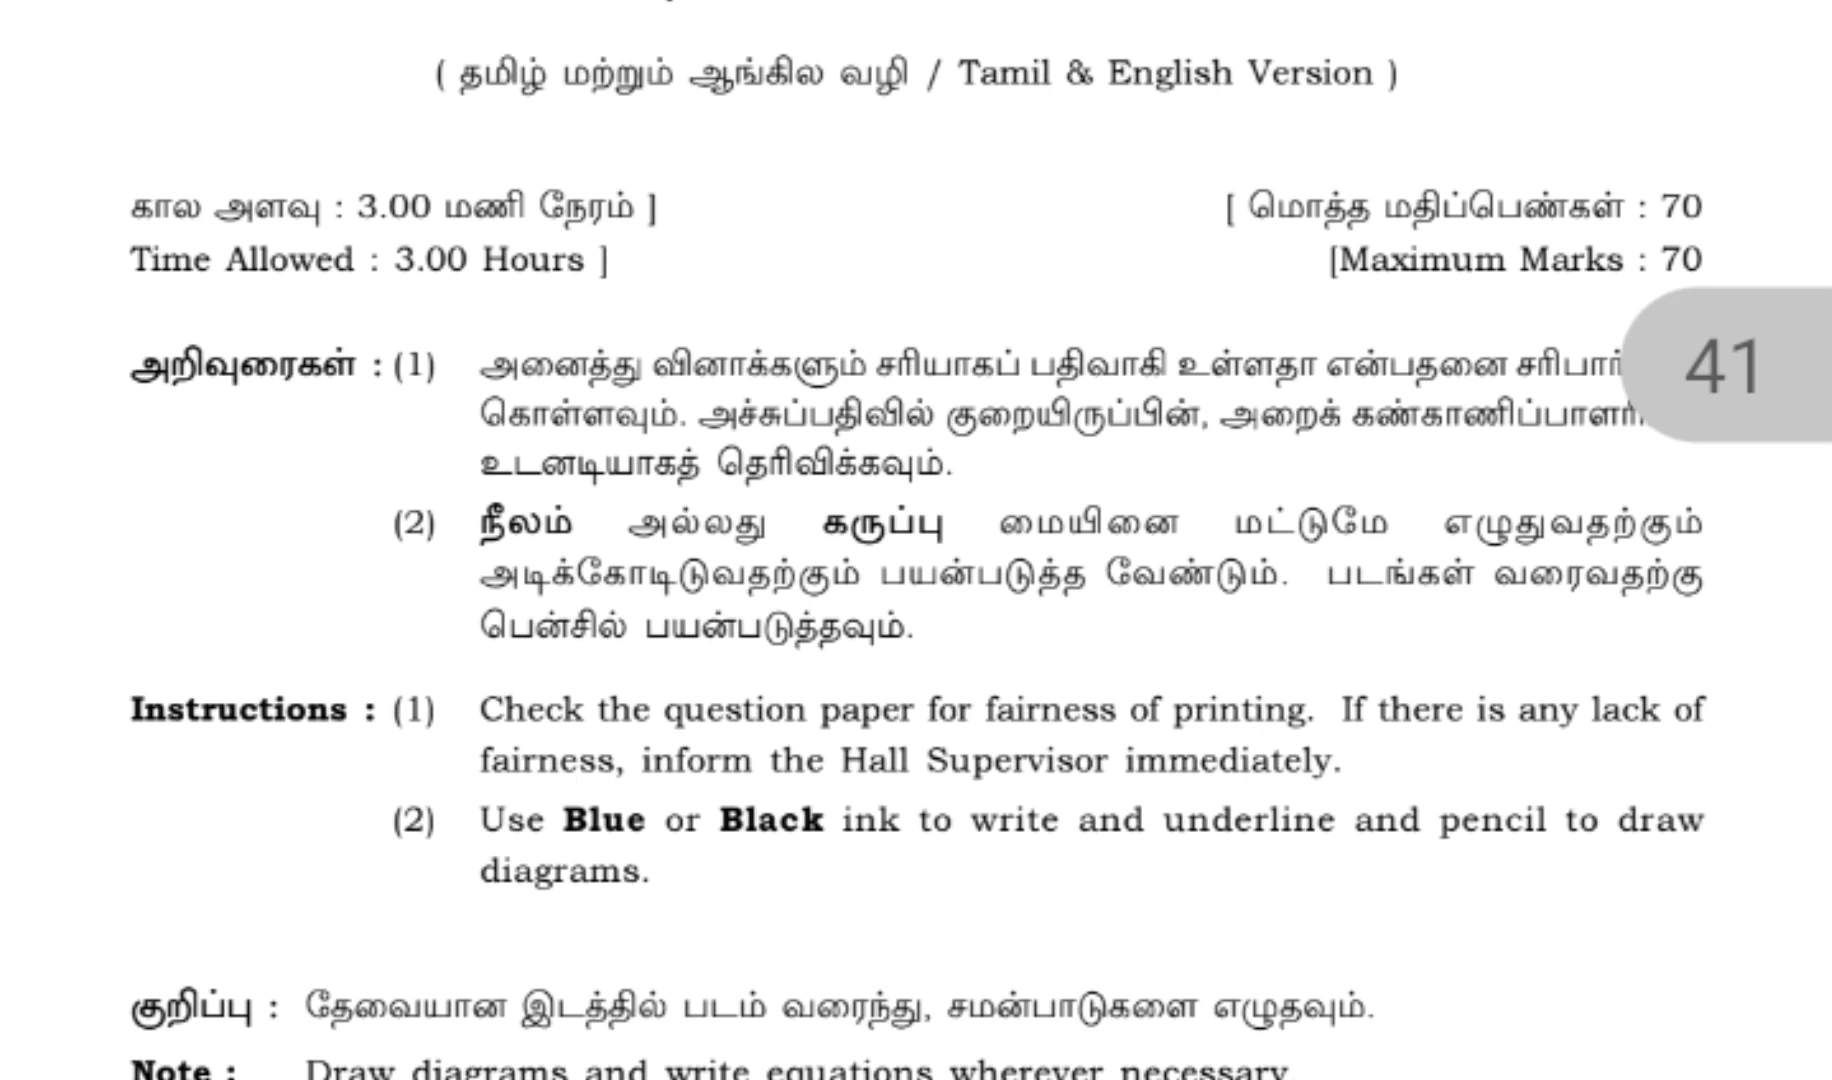 ( தமிழ் மற்றும் ஆங்கில வழி / Tamil & English Version )
கால அளவு : 3.00 மணி நேரம் ] [ மொத்த மதிப்பெண்கள் : 70
Time Allowed : 3.00 Hours ] [Maximum Marks : 70
அறிவுரைகள் : (1) அனைத்து வினாக்களும் சரியாகப் பதிவாகி உள்ளதா என்பதனை
41
கொள்ளவும். அச்சுப்பதிவில் குறையிருப்பின், அறைக்
உடனடியாகத் தெரிவிக்கவும்.
(2) நீலம் அல்லது கருப்பு மையினை மட்டுமே எழுதுவதற்கும்
அடிக்கோடிடுவதற்கும் பயன்படுத்த வேண்டும். படங்கள் வரைவதற்கு
பென்சில் பயன்படுத்தவும்.
Instructions : (1) Check the question paper for fairness of printing. If there is any lack of
fairness, inform the Hall Supervisor immediately.
(2) Use Blue or Black ink to write and underline and pencil to draw
diagrams.
குறிப்பு : தேவையான இடத்தில் படம் வரைந்து, சமன்பாடுகளை எழுதவும்.
Note : Draw diagrams and write equations wherever necessary.